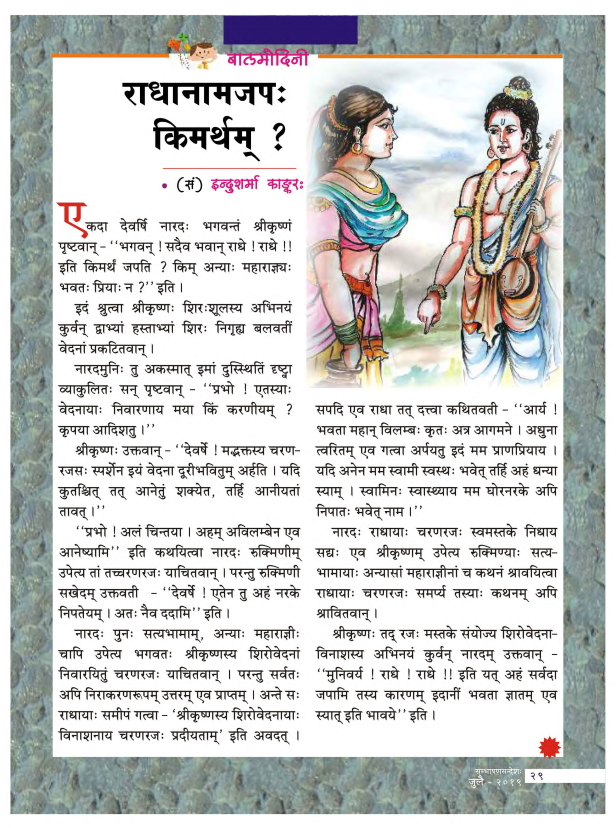 बालमोदिनी
राधानामजपः
किमर्थम् ?
• (सं) इन्दुशर्मा काङ्कूरः
एकदा देवर्षि नारदः भगवन्तं श्रीकृष्णं
पृष्टवान् - ‘‘भगवन् ! सदैव भवान् राधे ! राधे !!
इति किमर्थं जपति ? किम् अन्याः महाराज्ञ्यः
भवतः प्रियाः न ?’’ इति ।
इदं श्रुत्वा श्रीकृष्णः शिरःशूलस्य अभिनयं
कुर्वन् द्वाभ्यां हस्ताभ्यां शिरः निगृह्य बलवतीं
वेदनां प्रकटितवान् ।
नारदमुनिः तु अकस्मात् इमां दुस्थितिं दृष्ट्वा
व्याकुलितः सन् पृष्टवान् - ‘‘प्रभो ! एतस्याः
वेदनायाः निवारणाय मया किं करणीयम् ?
कृपया आदिशतु ।’’
श्रीकृष्णः उक्तवान् - ‘‘देवर्षे ! मद्भक्तस्य चरण-
रजसः स्पर्शेन इयं वेदना दूरीभवितुम् अर्हति । यदि
कुतश्चित् तत् आनेतुं शक्येत, तर्हि आनीयतां
तावत् ।’’
‘‘प्रभो ! अलं चिन्तया । अहम् अविलम्बेन एव
आनेष्यामि’’ इति कथयित्वा नारदः रुक्मिणीम्
उपेत्य तां तच्चरणरजः याचितवान् । परन्तु रुक्मिणी
सखेदम् उक्तवती - ‘‘देवर्षे ! एतेन तु अहं नरके
निपतेयम् । अतः नैव ददामि’’ इति ।
नारदः पुनः सत्यभामाम्, अन्याः महाराज्ञीः
चापि उपेत्य भगवतः श्रीकृष्णस्य शिरोवेदनां
निवारयितुं चरणरजः याचितवान् । परन्तु सर्वतः
अपि निराकरणरूपम् उत्तरम् एव प्राप्तम् । अन्ते सः
राधायाः समीपं गत्वा - ‘श्रीकृष्णस्य शिरोवेदनायाः
विनाशनाय चरणरजः प्रदीयताम्’ इति अवदत् ।
सपदि एव राधा तत् दत्त्वा कथितवती - ‘‘आर्य !
भवता महान् विलम्बः कृतः अत्र आगमने । अधुना
त्वरितम् एव गत्वा अर्पयतु इदं मम प्राणप्रियाय ।
यदि अनेन मम स्वामी स्वस्थः भवेत् तर्हि अहं धन्या
स्याम् । स्वामिनः स्वास्थ्याय मम घोरनरके अपि
निपातः भवेत् नाम ।’’
नारदः राधायाः चरणरजः स्वमस्तके निधाय
सद्यः एव श्रीकृष्णम् उपेत्य रुक्मिण्याः सत्य-
भामायाः अन्यासां महाराज्ञीनां च कथनं श्रावयित्वा
राधायाः चरणरजः समर्प्य तस्याः कथनम् अपि
श्रावितवान् ।
श्रीकृष्णः तद् रजः मस्तके संयोज्य शिरोवेदना-
विनाशस्य अभिनयं कुर्वन् नारदम् उक्तवान् -
‘‘मुनिवर्य ! राधे ! राधे !! इति यत् अहं सर्वदा
जपामि तस्य कारणम् इदानीं भवता ज्ञातम् एव
स्यात् इति भावये’’ इति ।
सम्भाषणसन्देशः
जुलै - २०१९
२९